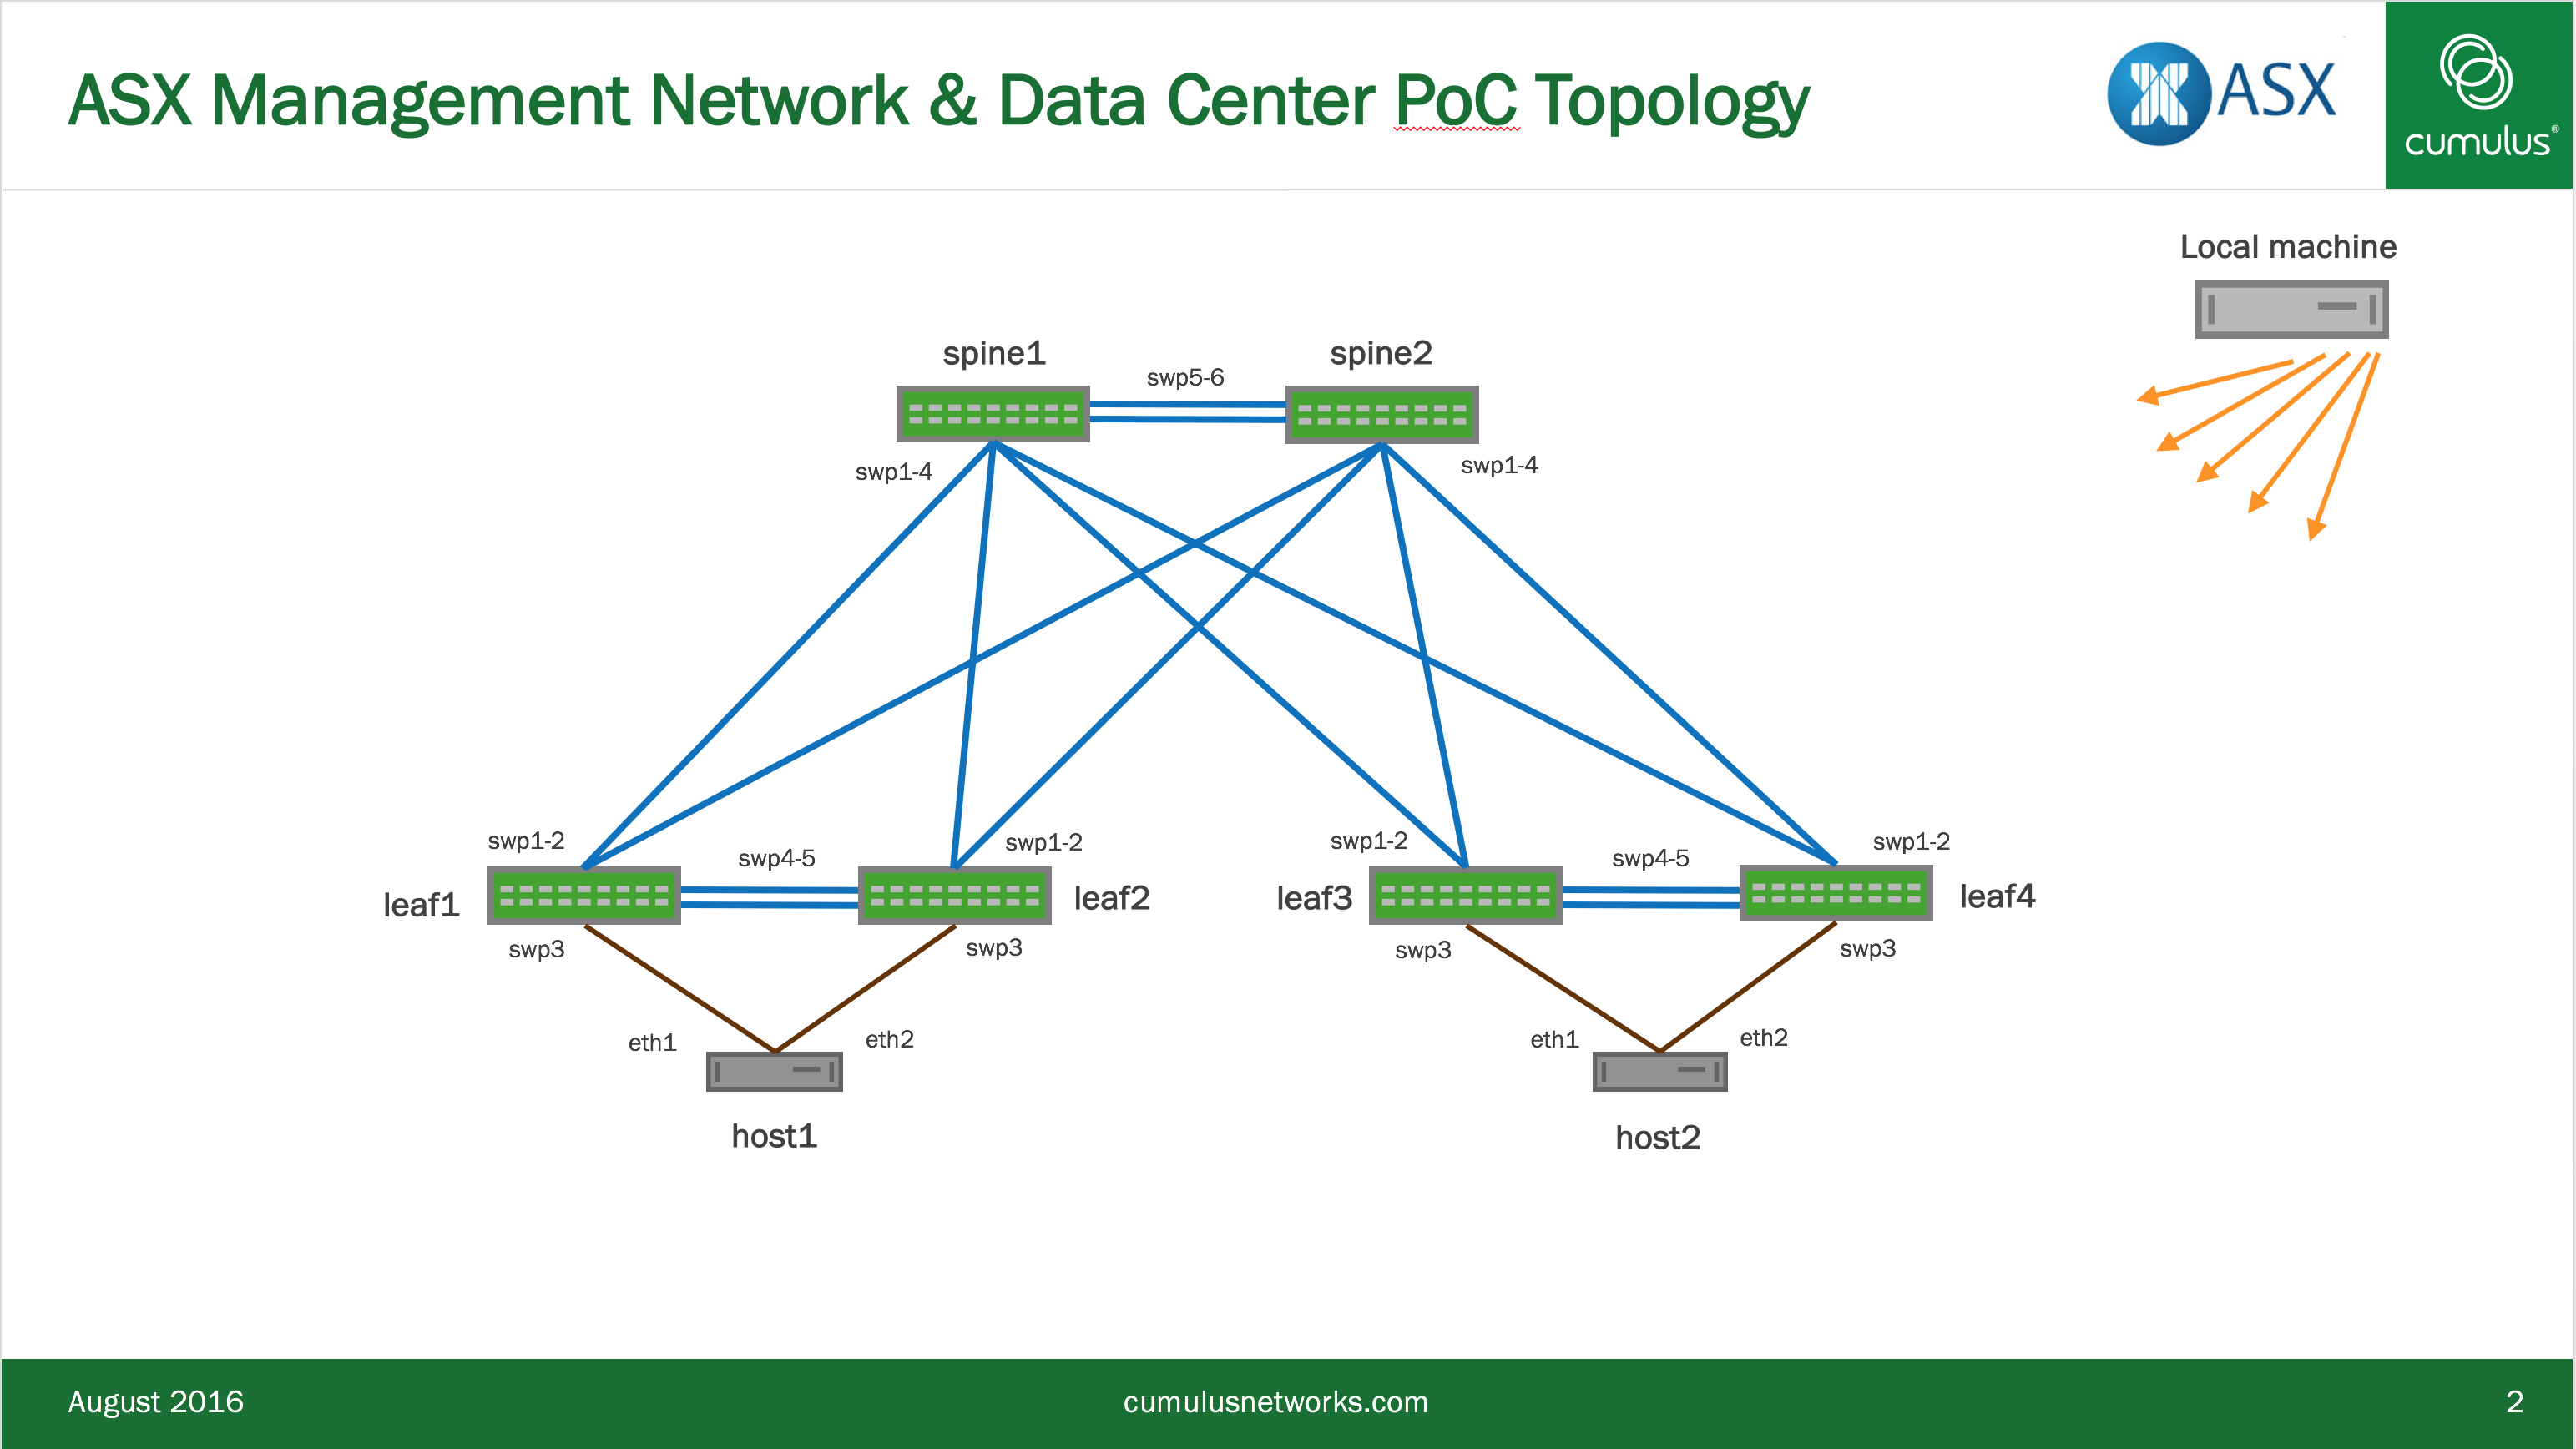 ASX Management Network & Data Center PoC Topology
ASX
cumulus®
Local machine
spine1
spine2
swp5-6
swp1-4
swp1-4
swp1-2
swp1-2
swp1-2
swp1-2
swp4-5
swp4-5
leaf1
leaf2
leaf3
leaf4
swp3
swp3
swp3
swp3
eth1
eth2
eth1
eth2
host1
host2
August 2016
cumulusnetworks.com
2